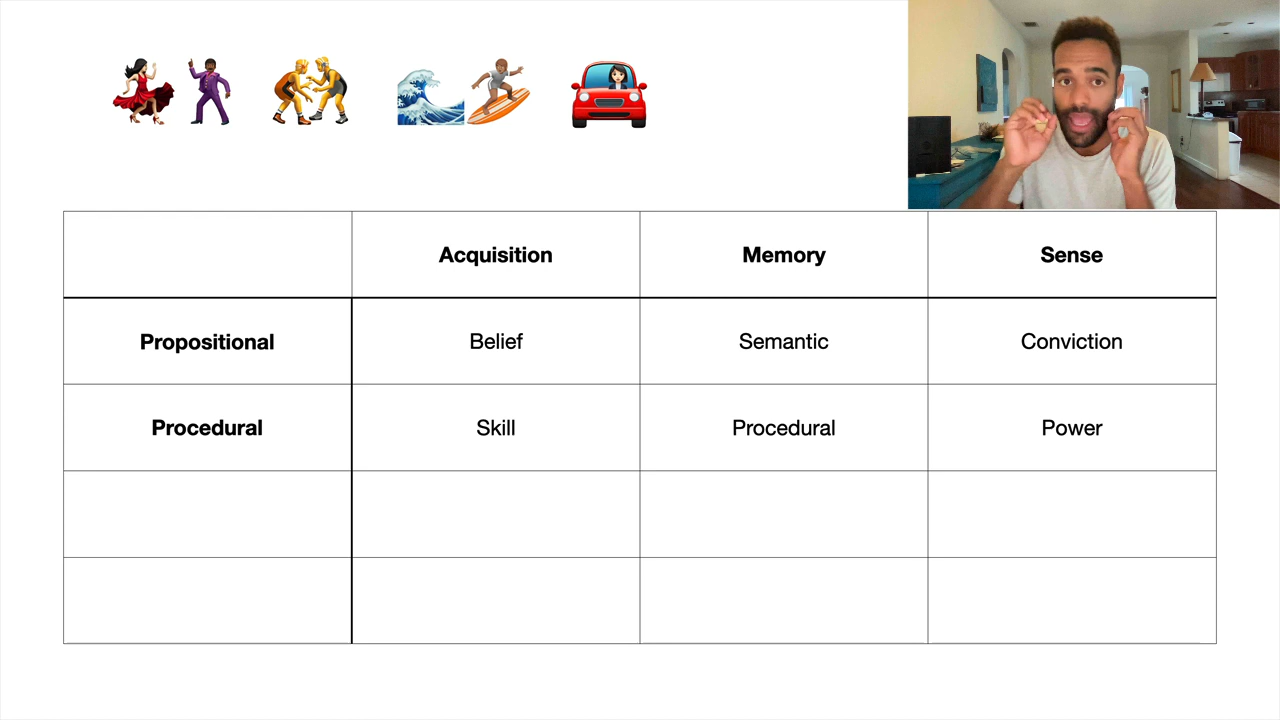 Acquisition Memory Sense
Propositional Belief Semantic Conviction
Procedural Skill Procedural Power